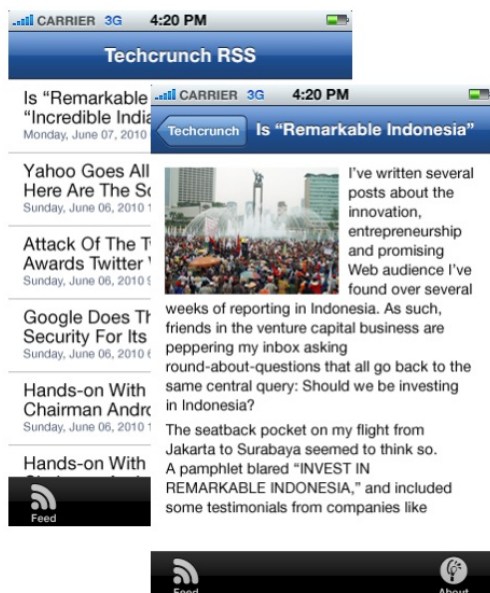 CARRIER 3G 4:20 PM
Techcrunch RSS
Is “Remarkable
“Incredible India
Monday, June 07, 2010
Yahoo Goes All
Here Are The
Sunday, June 06, 2010 1
Attack Of The
Awards Twitter
Sunday, June 06, 2010
Google Does
Security For Its
Sunday, June 06, 2010
Hands-on With
Chairman
Sunday, June 06, 2010 1
Hands-on With
Feed
CARRIER 3G 4:20 PM
Techcrunch Is “Remarkable Indonesia”
I’ve written several
posts about the
innovation,
entrepreneurship
and promising
Web audience I’ve
found over several
weeks of reporting in Indonesia. As such,
friends in the venture capital business are
peppering my inbox asking
round-about-questions that all go back to the
same central query: Should we be investing
in Indonesia?
The seatback pocket on my flight from
Jakarta to Surabaya seemed to think so.
A pamphlet blared “INVEST IN
REMARKABLE INDONESIA,” and included
some testimonials from companies like
Feed About